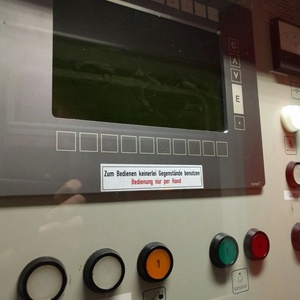 C
A
V
E
Zum Bedienen keinerlei Gegenstände benutzen
Bedienung nur per Hand
1